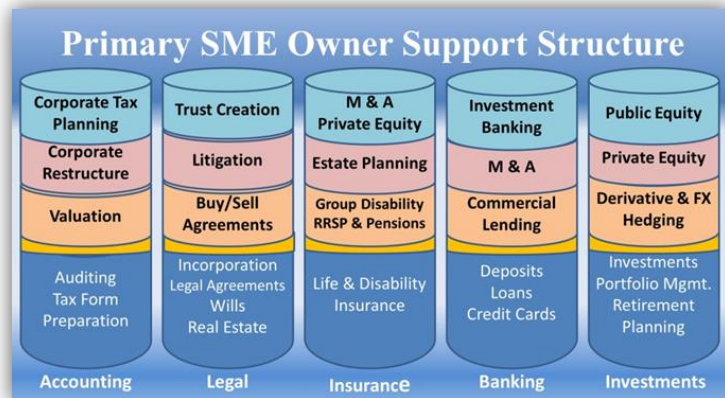 Primary SME Owner Support Structure
Corporate Tax
Planning
Corporate
Restructure
Valuation
Auditing
Tax Form
Preparation
Accounting
Trust Creation
Litigation
Buy/Sell
Agreements
Incorporation
Legal Agreements
Wills
Real Estate
Legal
M & A
Private Equity
Estate Planning
Group Disability
RRSP & Pensions
Life & Disability
Insurance
Insurance
Investment
Banking
M & A
Commercial
Lending
Deposits
Loans
Credit Cards
Banking
Public Equity
Private Equity
Derivative & FX
Hedging
Investments
Portfolio Mgmt.
Retirement
Planning
Investments